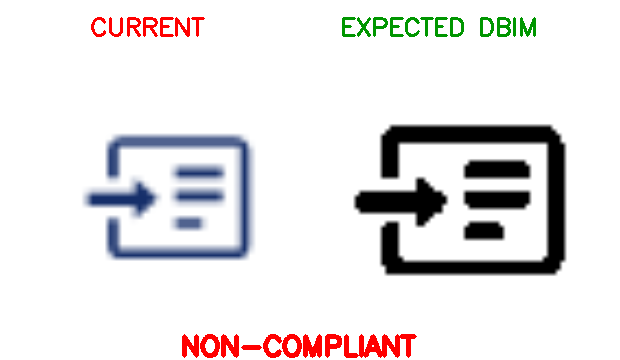 CURRENT
EXPECTED DBIM
NON-COMPLIANT